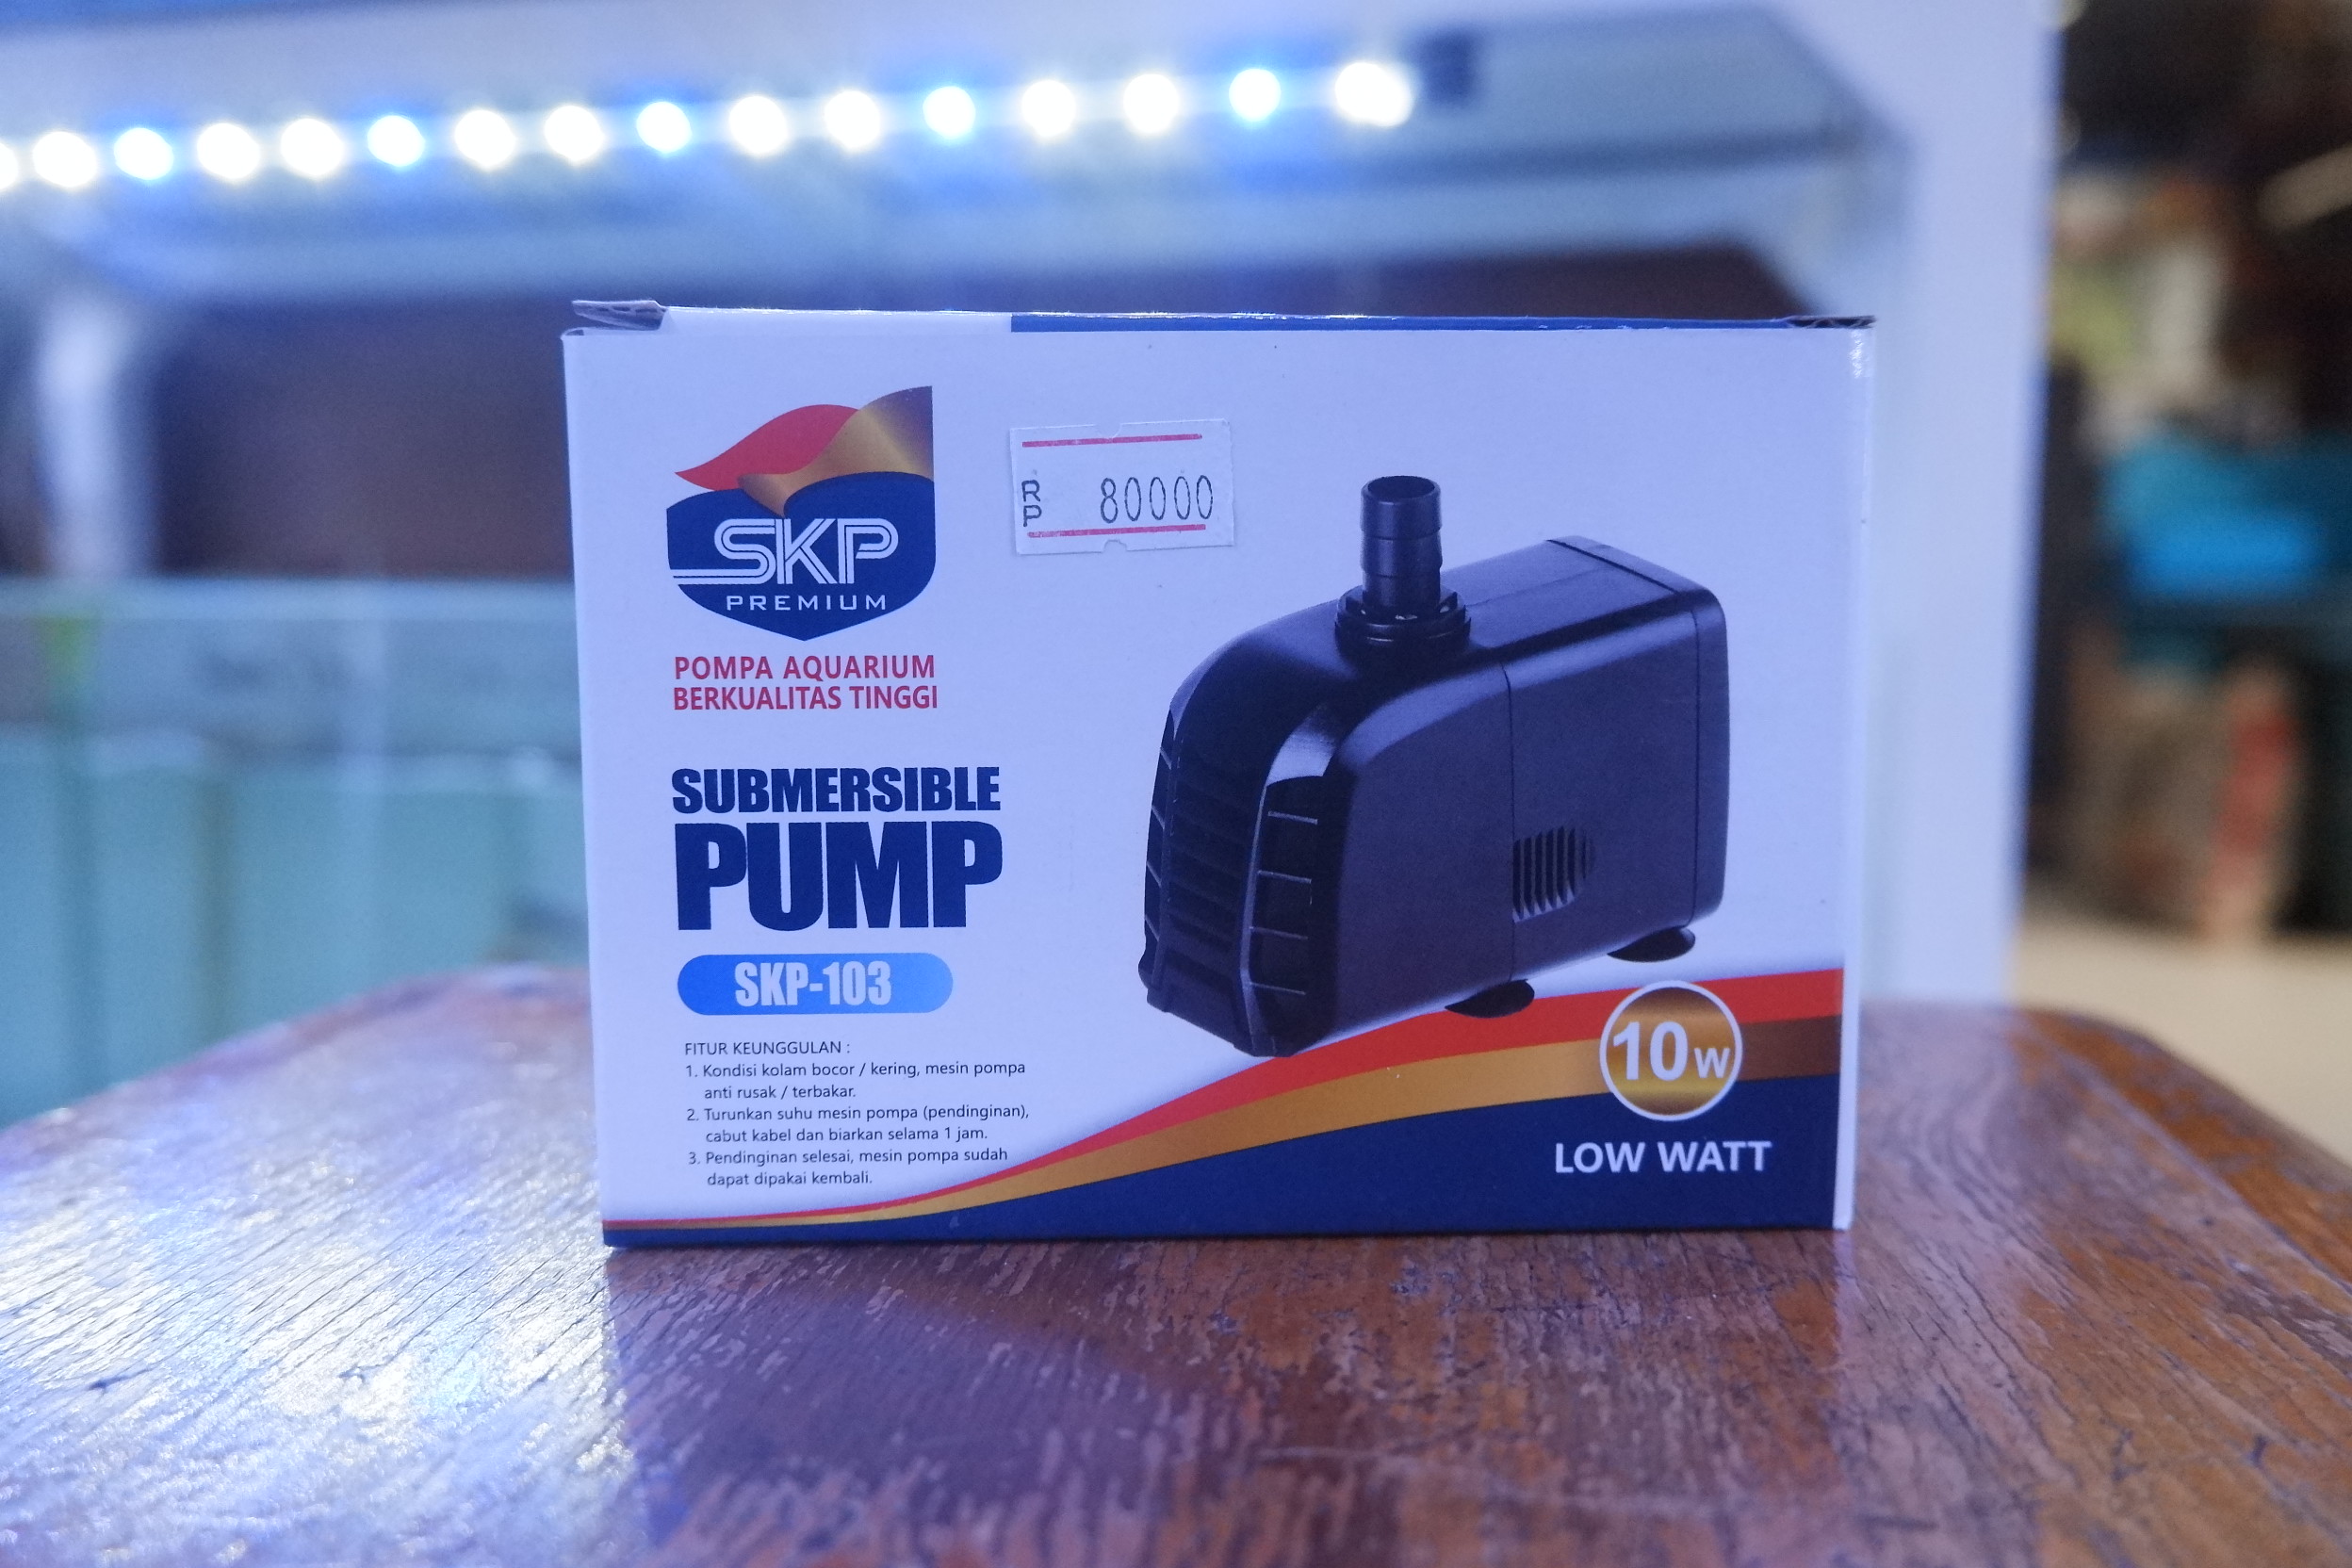 SKP
PREMIUM
POMPA AQUARIUM
BERKUALITAS TINGGI
RP 80000
SUBMERSIBLE
PUMP
SKP-103
FITUR KEUNGGULAN :
1. Kondisi kolam bocor / kering, mesin pompa
anti rusak / terbakar.
2. Turunkan suhu mesin pompa (pendinginan),
cabut kabel dan biarkan selama 1 jam.
3. Pendinginan selesai, mesin pompa sudah
dapat dipakai kembali.
10W
LOW WATT